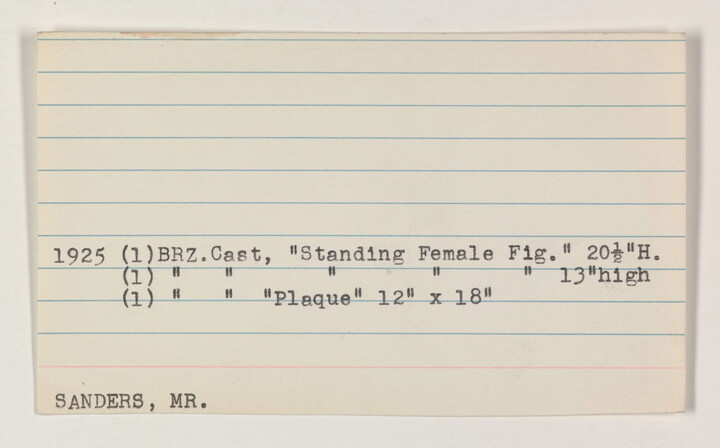 1925 (1)BRZ.Cast, "Standing Female Fig." 20½"H.
(1) " " " " " 13"high
(1) " " "Plaque" 12" x 18"
SANDERS, MR.